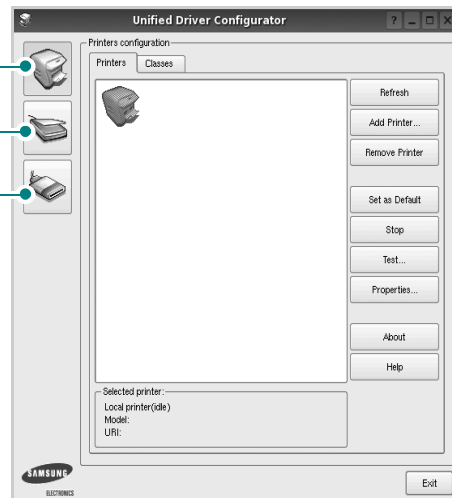 Unified Driver Configurator
Printers configuration
Printers
Classes
Refresh
Add Printer...
Remove Printer
Set as Default
Stop
Test...
Properties...
About
Help
Selected printer:
Local printer(idle)
Model:
URI:
SAMSUNG
ELECTRONICS
Exit